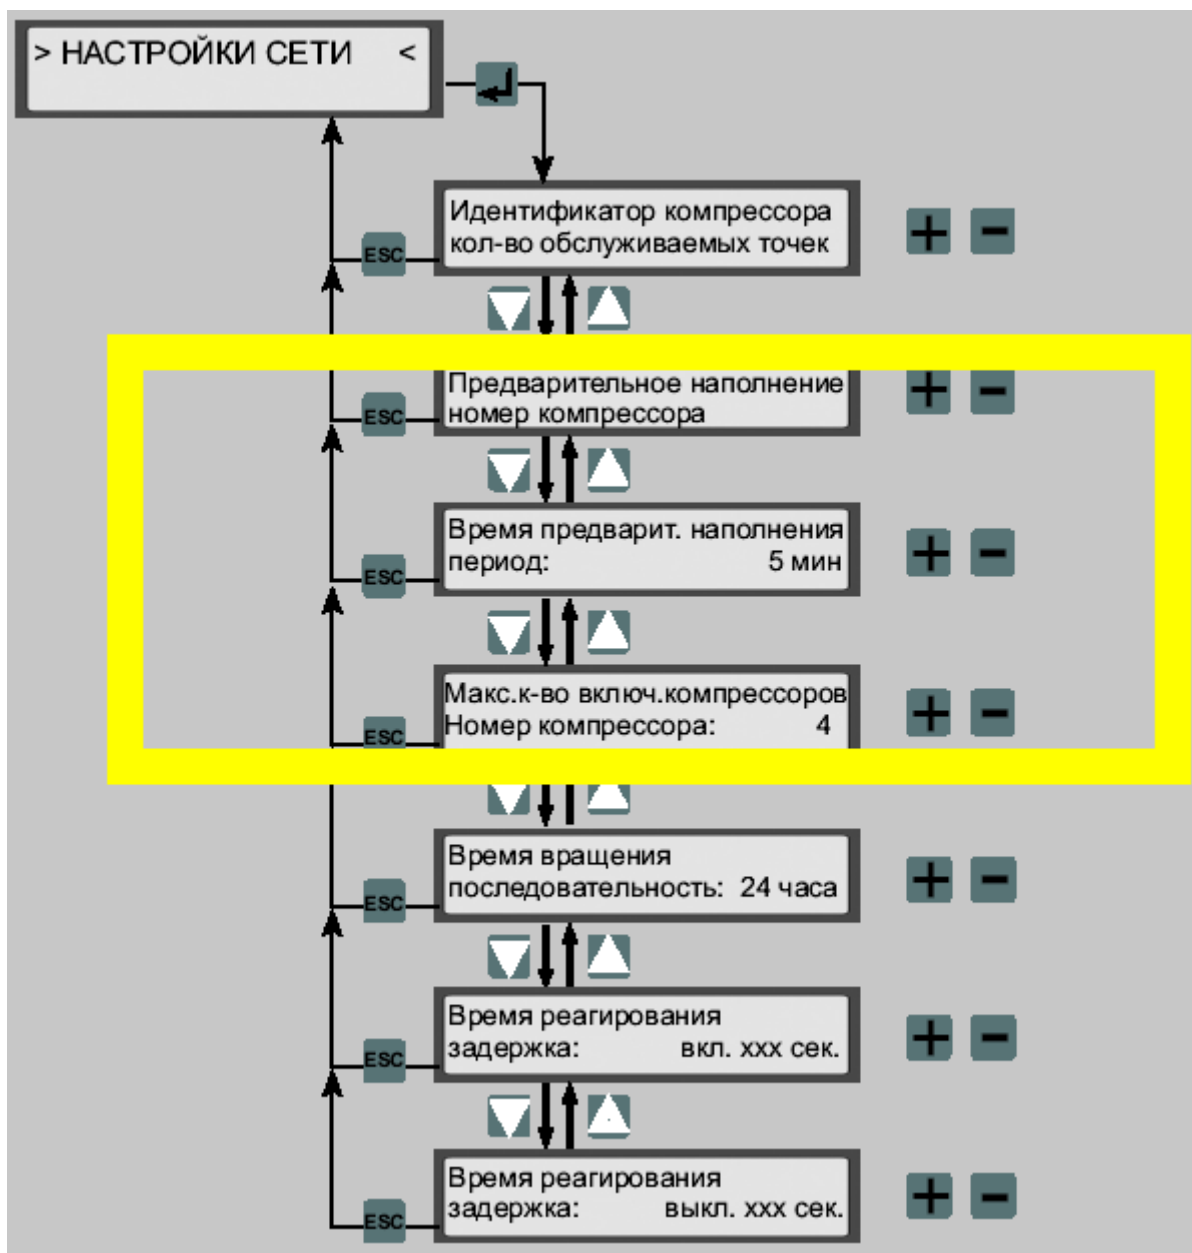 > НАСТРОЙКИ СЕТИ <
Идентификатор компрессора
кол-во обслуживаемых точек
ESC
Предварительное наполнение
номер компрессора
ESC
Время предварит. наполнения
период: 5 мин
ESC
Макс.к-во включ.компрессоров
Номер компрессора: 4
ESC
Время вращения
последовательность: 24 часа
ESC
Время реагирования
задержка: вкл. xxx сек.
ESC
Время реагирования
задержка: выкл. xxx сек.
ESC